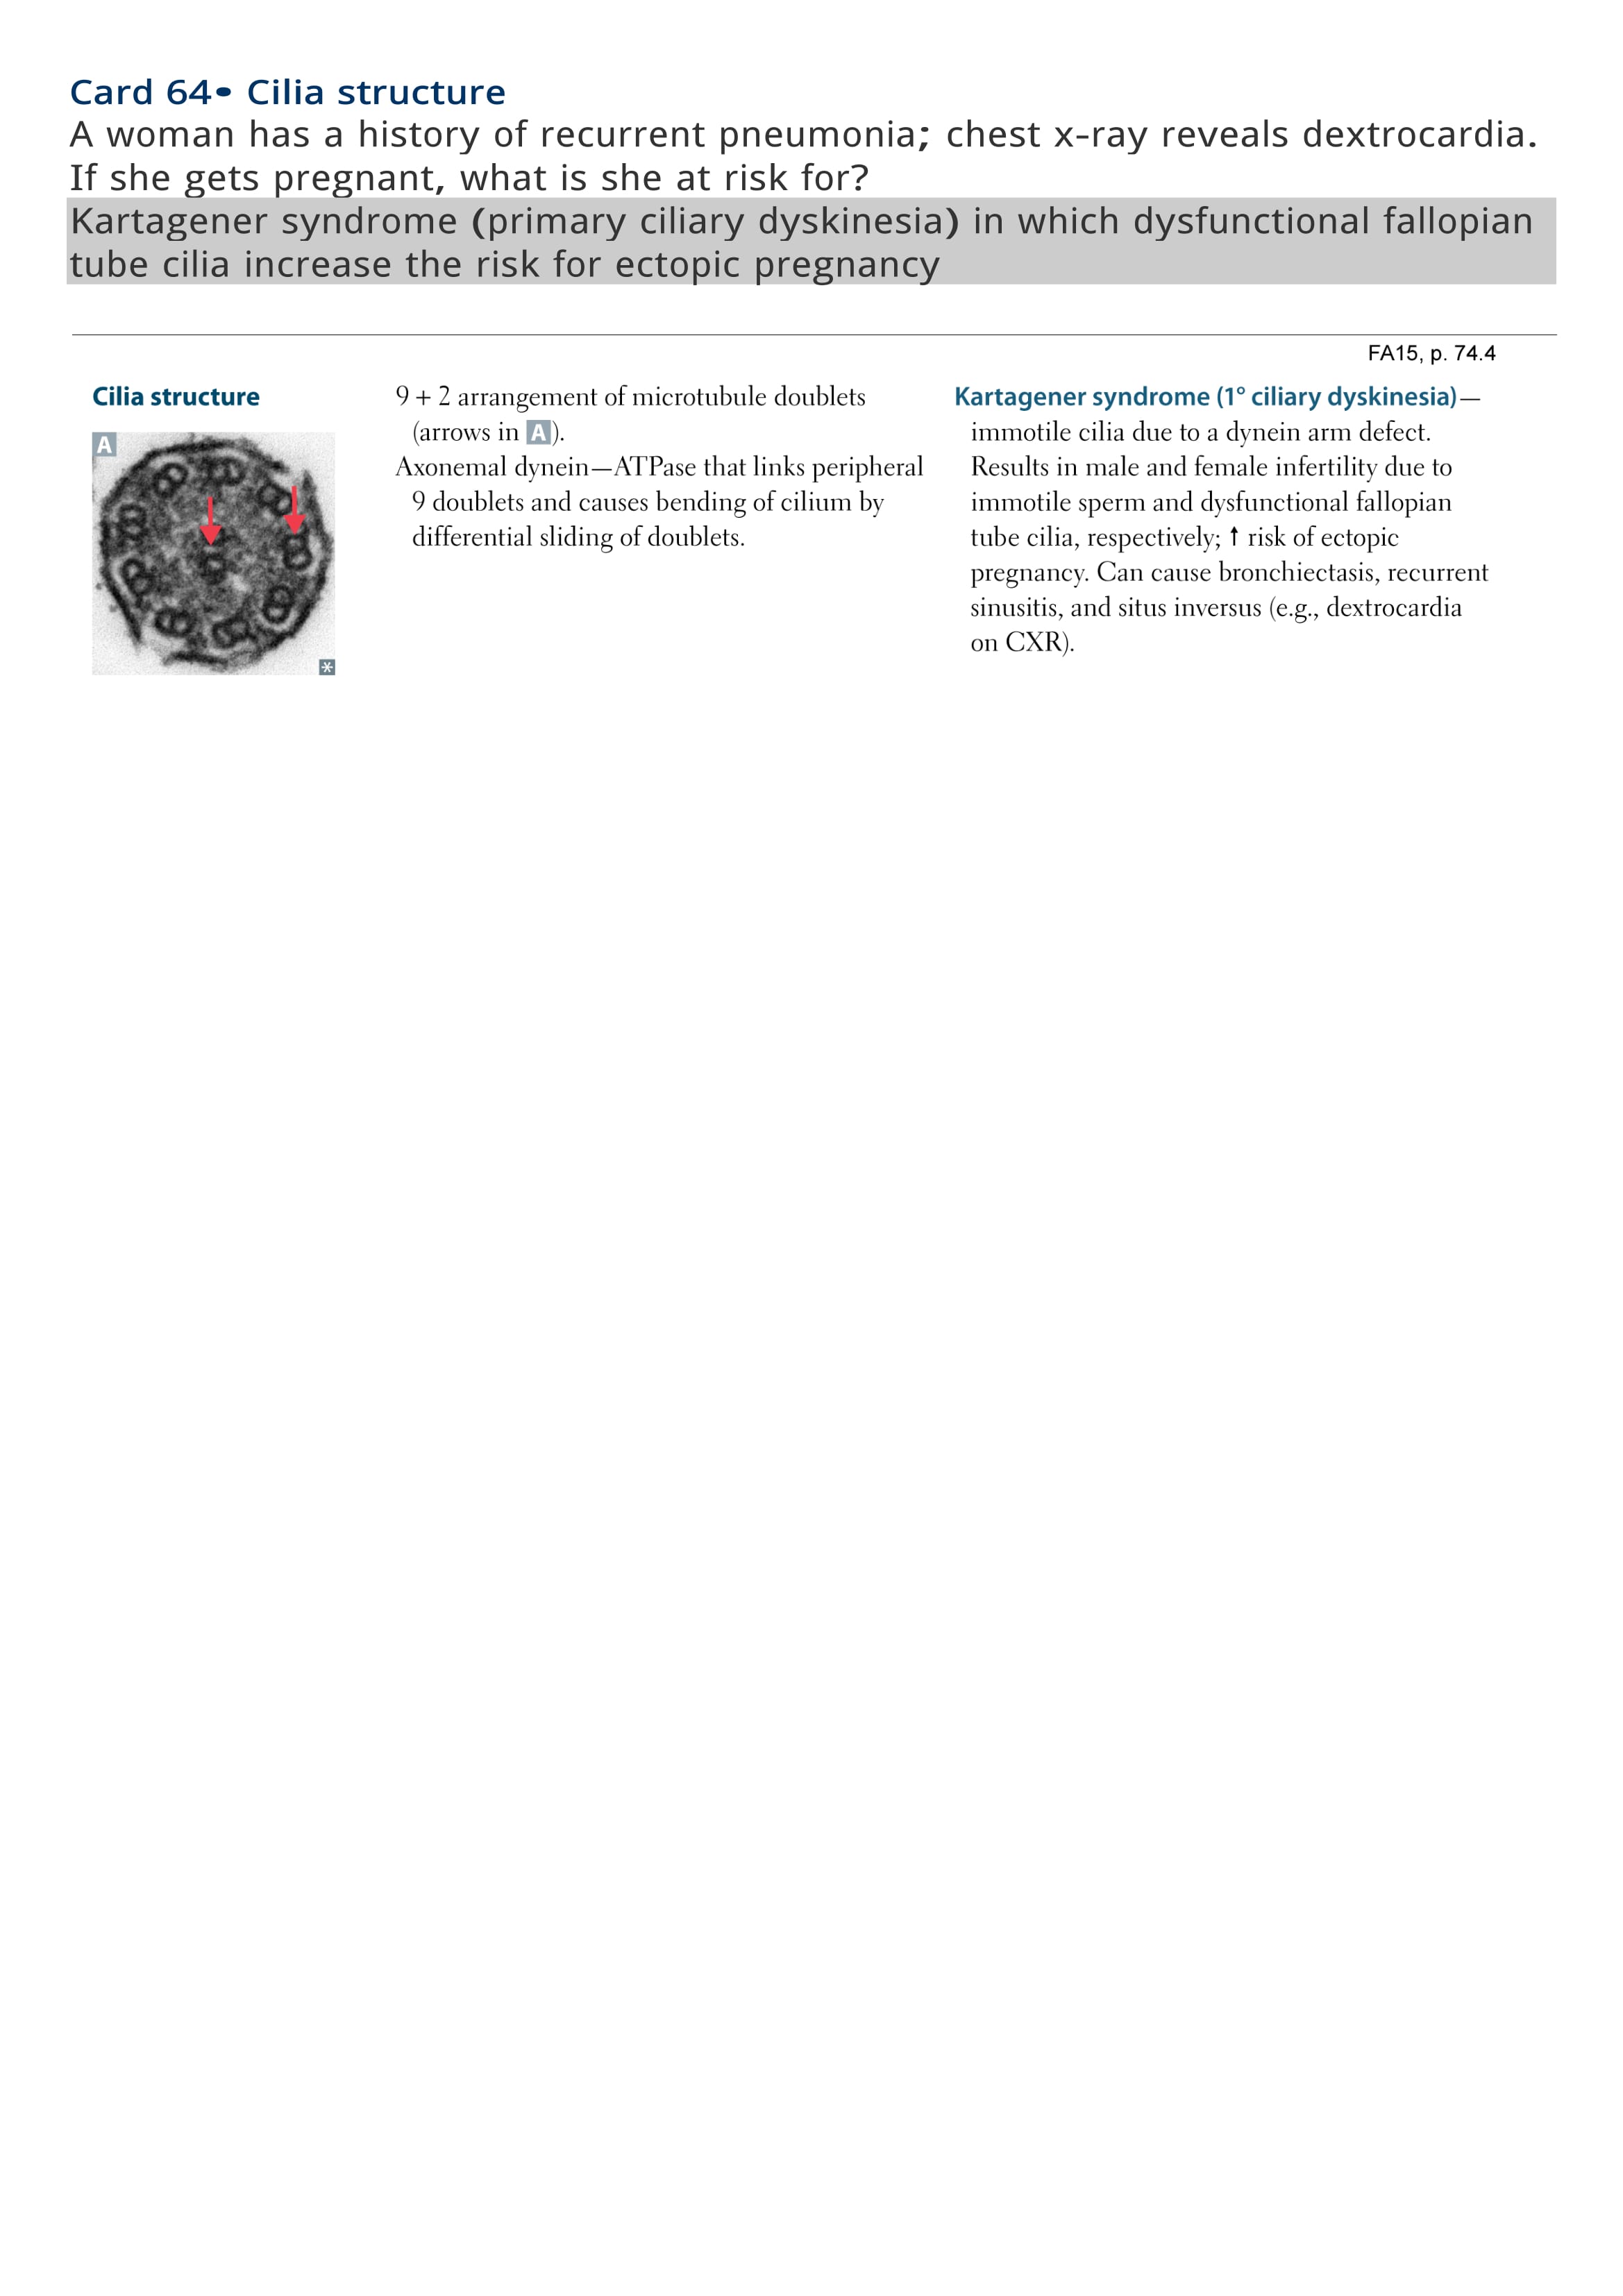 Card 64• Cilia structure
A woman has a history of recurrent pneumonia; chest x-ray reveals dextrocardia.
If she gets pregnant, what is she at risk for?
Kartagener syndrome (primary ciliary dyskinesia) in which dysfunctional fallopian
tube cilia increase the risk for ectopic pregnancy
FA15, p. 74.4
Cilia structure
A
*
9 + 2 arrangement of microtubule doublets
(arrows in A).
Axonemal dynein—ATPase that links peripheral
9 doublets and causes bending of cilium by
differential sliding of doublets.
Kartagener syndrome (1° ciliary dyskinesia)—
immotile cilia due to a dynein arm defect.
Results in male and female infertility due to
immotile sperm and dysfunctional fallopian
tube cilia, respectively; ↑ risk of ectopic
pregnancy. Can cause bronchiectasis, recurrent
sinusitis, and situs inversus (e.g., dextrocardia
on CXR).